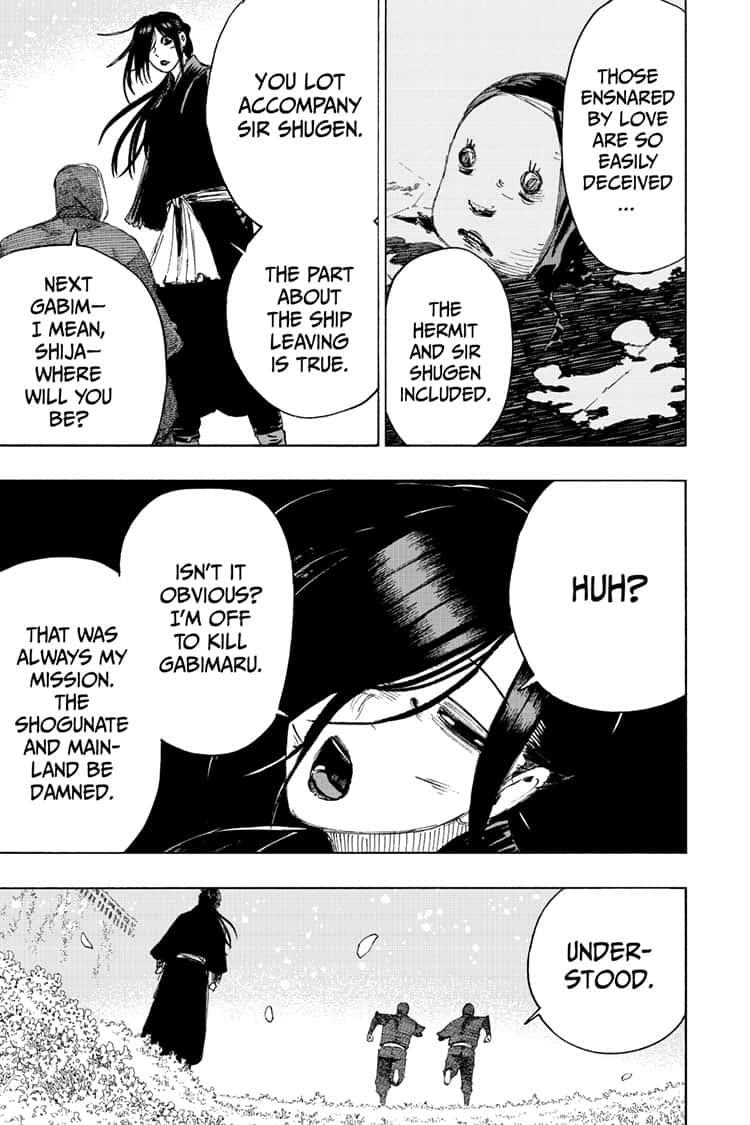 THOSE
ENSNARED
BY LOVE
ARE SO
EASILY
DECEIVED
...
THE
HERMIT
AND SIR
SHUGEN
INCLUDED.
YOU LOT
ACCOMPANY
SIR SHUGEN.
THE PART
ABOUT
THE SHIP
LEAVING
IS TRUE.
NEXT
GABIM—
I MEAN,
SHIJA—
WHERE
WILL YOU
BE?
HUH?
ISN'T IT
OBVIOUS?
I'M OFF
TO KILL
GABIMARU.
THAT WAS
ALWAYS MY
MISSION.
THE
SHOGUNATE
AND MAIN-
LAND BE
DAMNED.
UNDER-
STOOD.